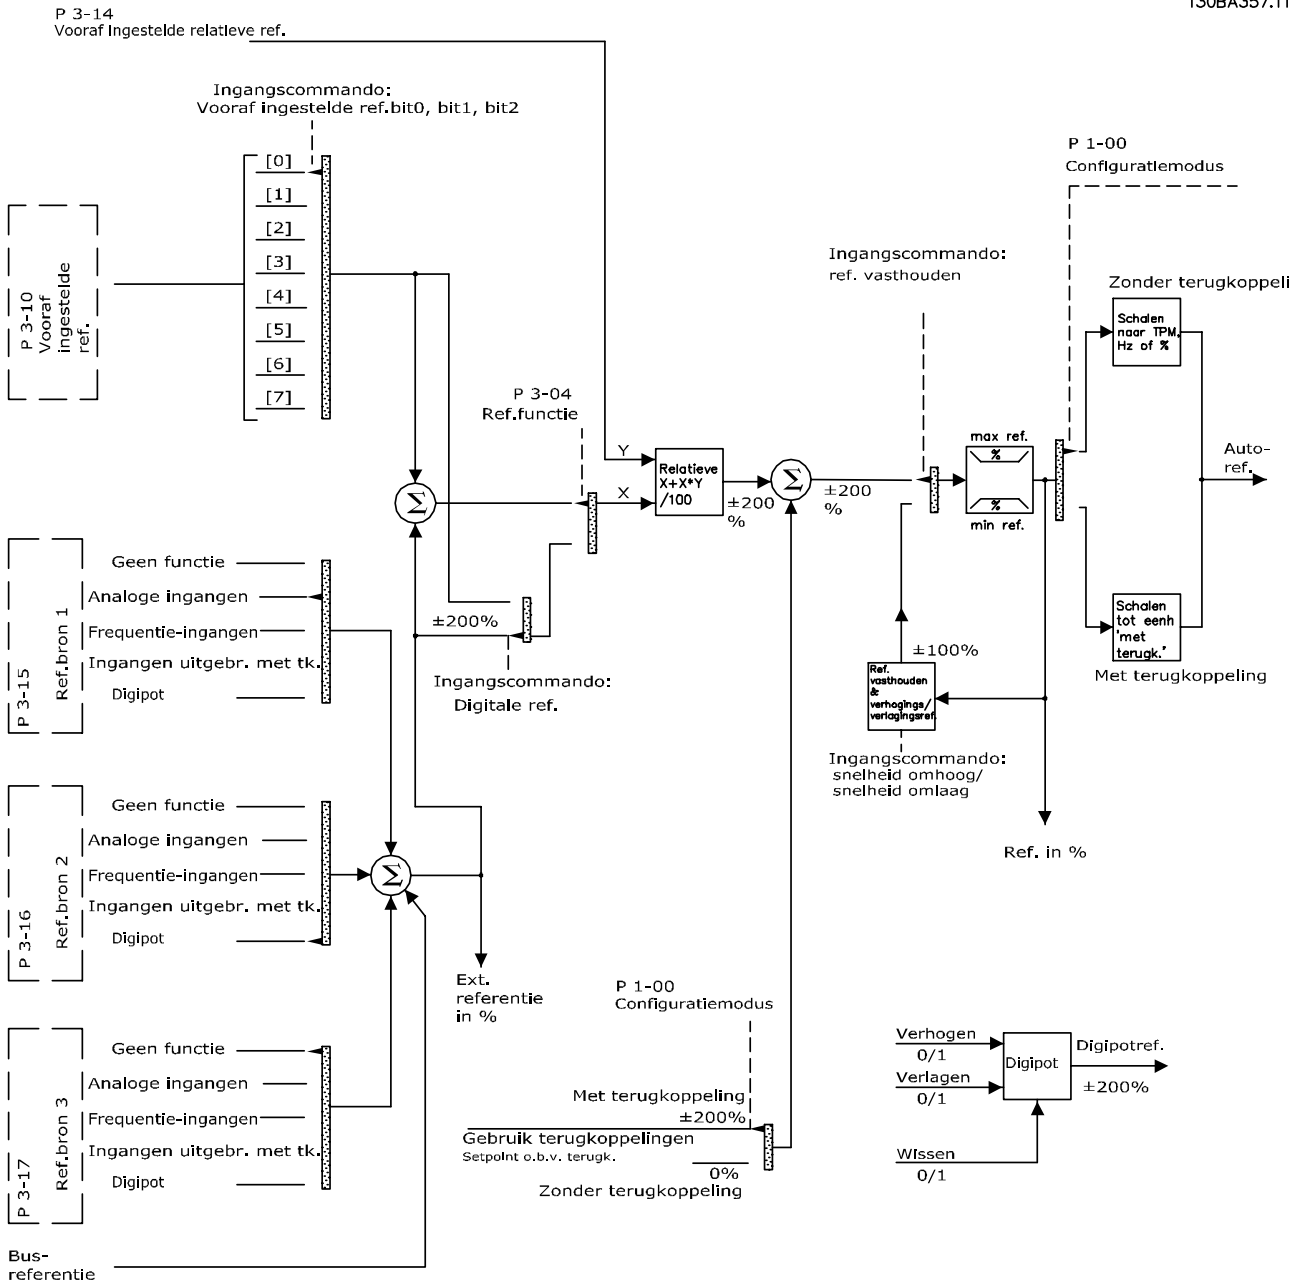 P 3-14
Vooraf ingestelde relatieve ref.
Ingangscommando:
Vooraf ingestelde ref.bit0, bit1, bit2
P 3-10
Vooraf
ingestelde
ref.
[0]
[1]
[2]
[3]
[4]
[5]
[6]
[7]
P 3-04
Ref.functie
Y
X
Relatieve
X+X*Y
/100
±200
%
Σ
Σ
±200
%
Ingangscommando:
ref. vasthouden
max ref.
%
%
min ref.
P 1-00
Configuratiemodus
Zonder terugkoppeli
Schalen
naar TPM,
Hz of %
Auto-
ref.
Schalen
tot eenh
'met
terugk.'
Met terugkoppeling
±100%
Ref.
vasthouden
&
verhogings/
verlagingsref.
Ingangscommando:
snelheid omhoog/
snelheid omlaag
Ref. in %
P 3-15
Ref.bron 1
Geen functie
Analoge ingangen
Frequentie-ingangen
Ingangen uitgebr. met tk.
Digipot
±200%
Ingangscommando:
Digitale ref.
P 3-16
Ref.bron 2
Geen functie
Analoge ingangen
Frequentie-ingangen
Ingangen uitgebr. met tk.
Digipot
Σ
Ext.
referentie
in %
P 3-17
Ref.bron 3
Geen functie
Analoge ingangen
Frequentie-ingangen
Ingangen uitgebr. met tk.
Digipot
Bus-
referentie
P 1-00
Configuratiemodus
Met terugkoppeling
±200%
Gebruik terugkoppelingen
Setpoint o.b.v. terugk.
0%
Zonder terugkoppeling
Verhogen
0/1
Verlagen
0/1
Wissen
0/1
Digipot
Digipotref.
±200%